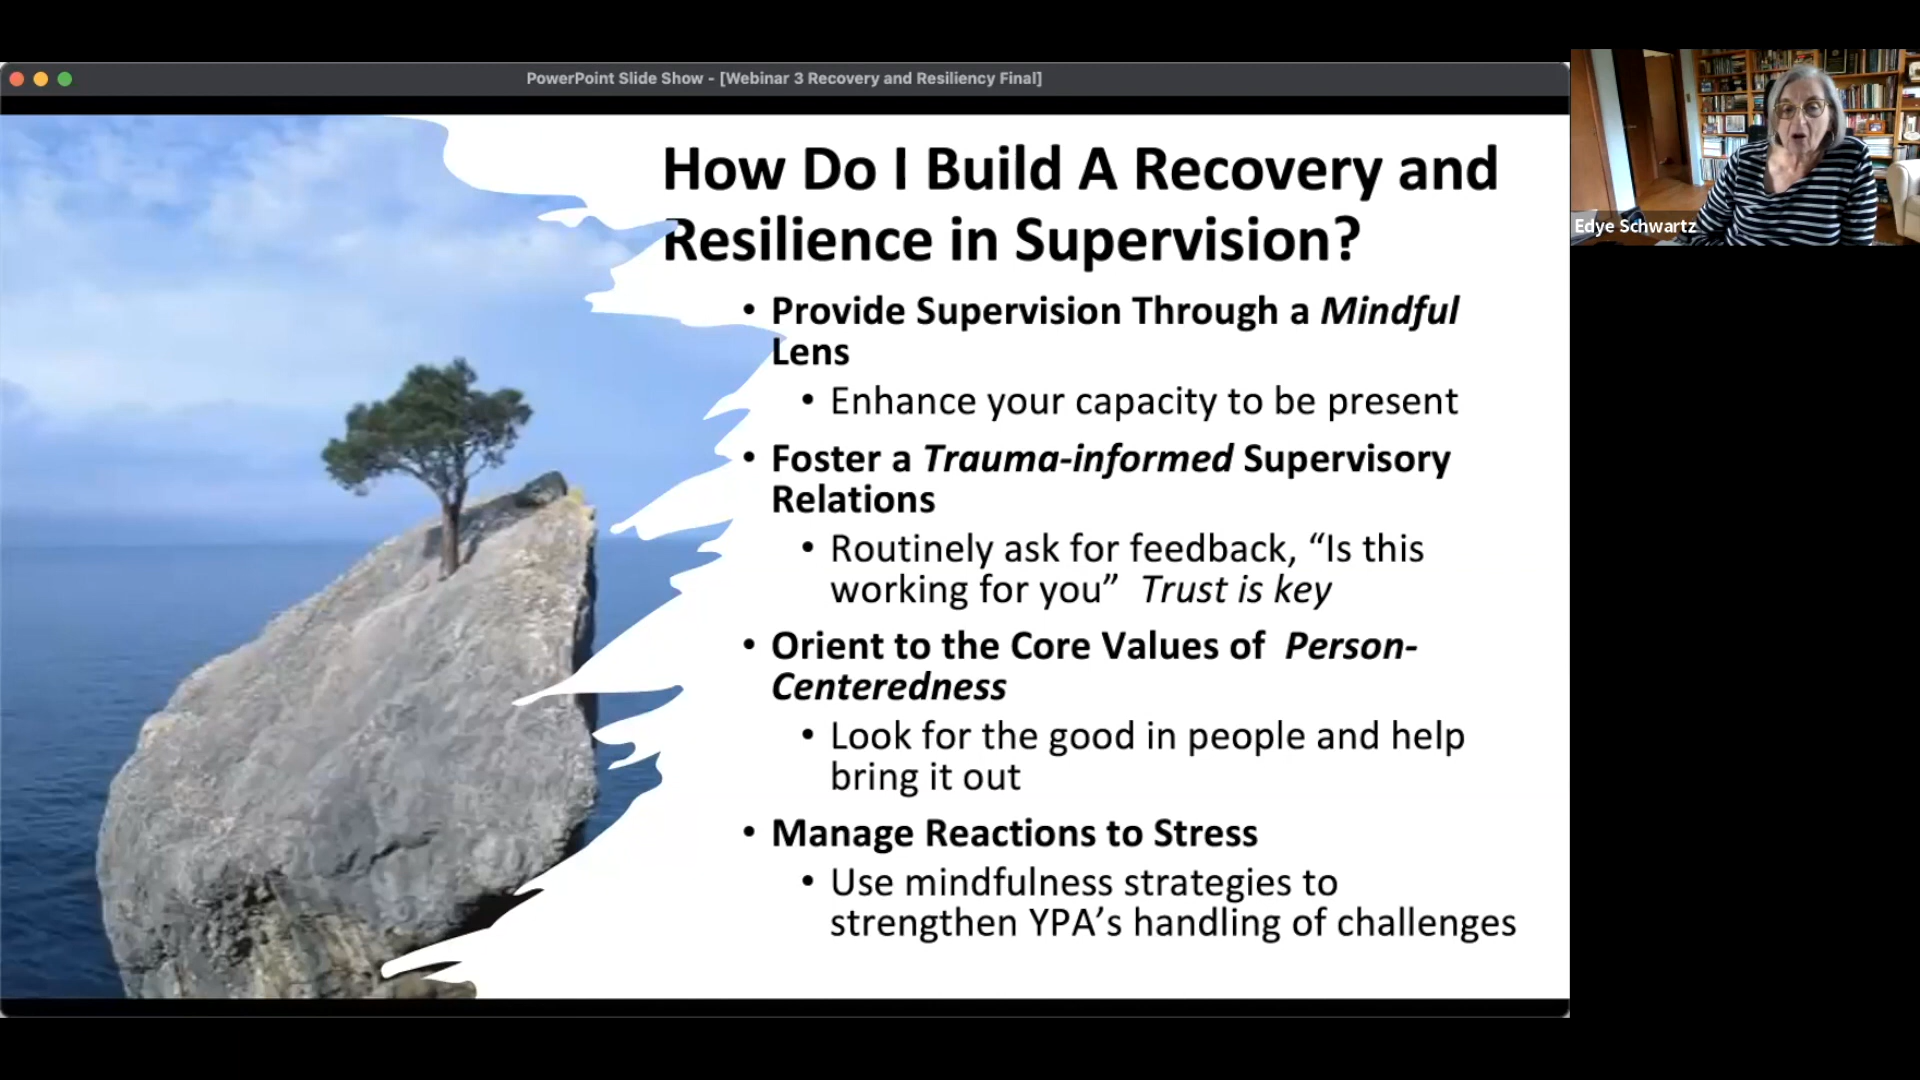 PowerPoint Slide Show - [Webinar 3 Recovery and Resiliency Final]
How Do I Build A Recovery and
Resilience in Supervision?
• Provide Supervision Through a Mindful
Lens
• Enhance your capacity to be present
• Foster a Trauma-informed Supervisory
Relations
• Routinely ask for feedback, “Is this
working for you”  Trust is key
• Orient to the Core Values of  Person-
Centeredness
• Look for the good in people and help
bring it out
• Manage Reactions to Stress
• Use mindfulness strategies to
strengthen YPA’s handling of challenges
Edye Schwartz